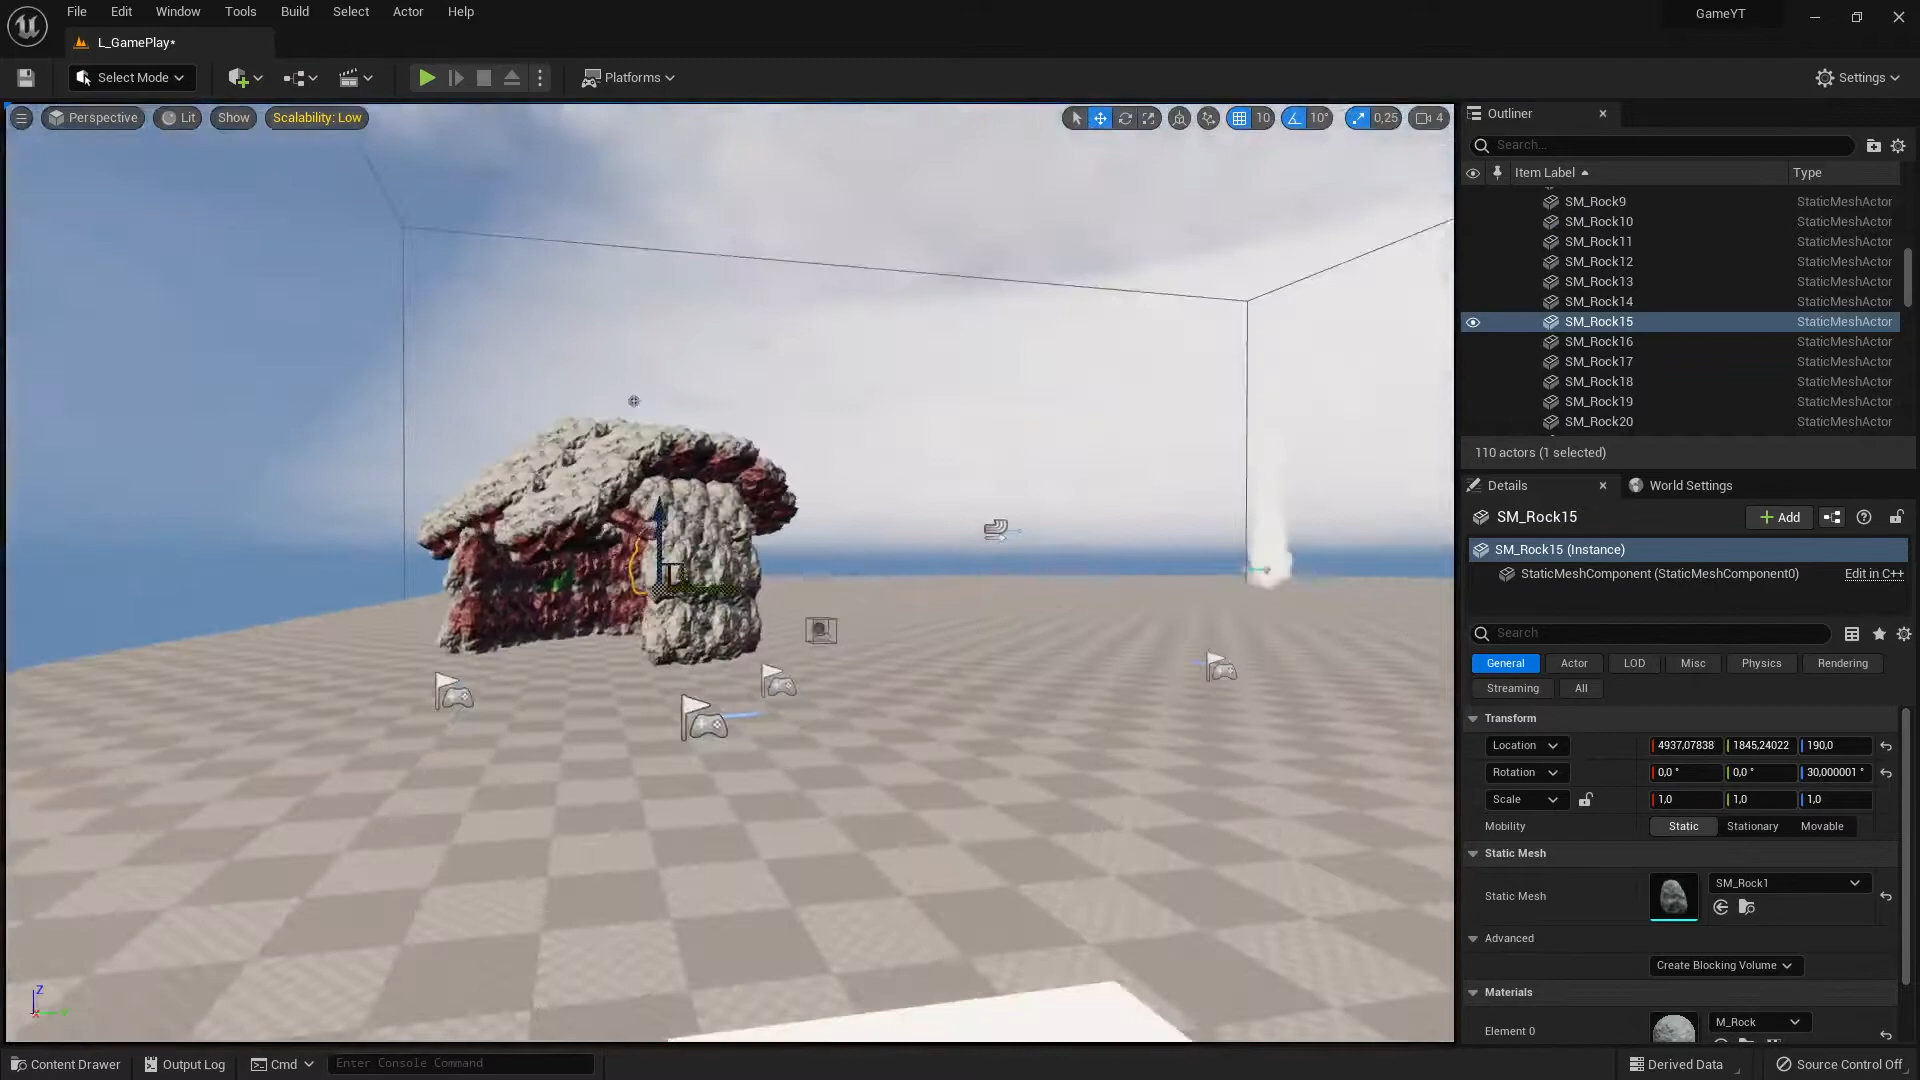 File Edit Window Tools Build Select Actor Help
GameYT
L_GamePlay*
Select Mode
Platforms
Settings
Perspective Lit Show Scalability: Low
10 10° 0,25 4
Outliner
Search...
Item Label Type
SM_Rock9 StaticMeshActor
SM_Rock10 StaticMeshActor
SM_Rock11 StaticMeshActor
SM_Rock12 StaticMeshActor
SM_Rock13 StaticMeshActor
SM_Rock14 StaticMeshActor
SM_Rock15 StaticMeshActor
SM_Rock16 StaticMeshActor
SM_Rock17 StaticMeshActor
SM_Rock18 StaticMeshActor
SM_Rock19 StaticMeshActor
SM_Rock20 StaticMeshActor
110 actors (1 selected)
Details World Settings
SM_Rock15 + Add
SM_Rock15 (Instance)
StaticMeshComponent (StaticMeshComponent0) Edit in C++
Search
General Actor LOD Misc Physics Rendering
Streaming All
Transform
Location 4937,07838 1845,24022 190,0
Rotation 0,0 ° 0,0 ° 30,000001 °
Scale 1,0 1,0 1,0
Mobility Static Stationary Movable
Static Mesh
Static Mesh SM_Rock1
Advanced
Create Blocking Volume
Materials
Element 0 M_Rock
Z
Content Drawer Output Log Cmd Enter Console Command
Derived Data Source Control Off